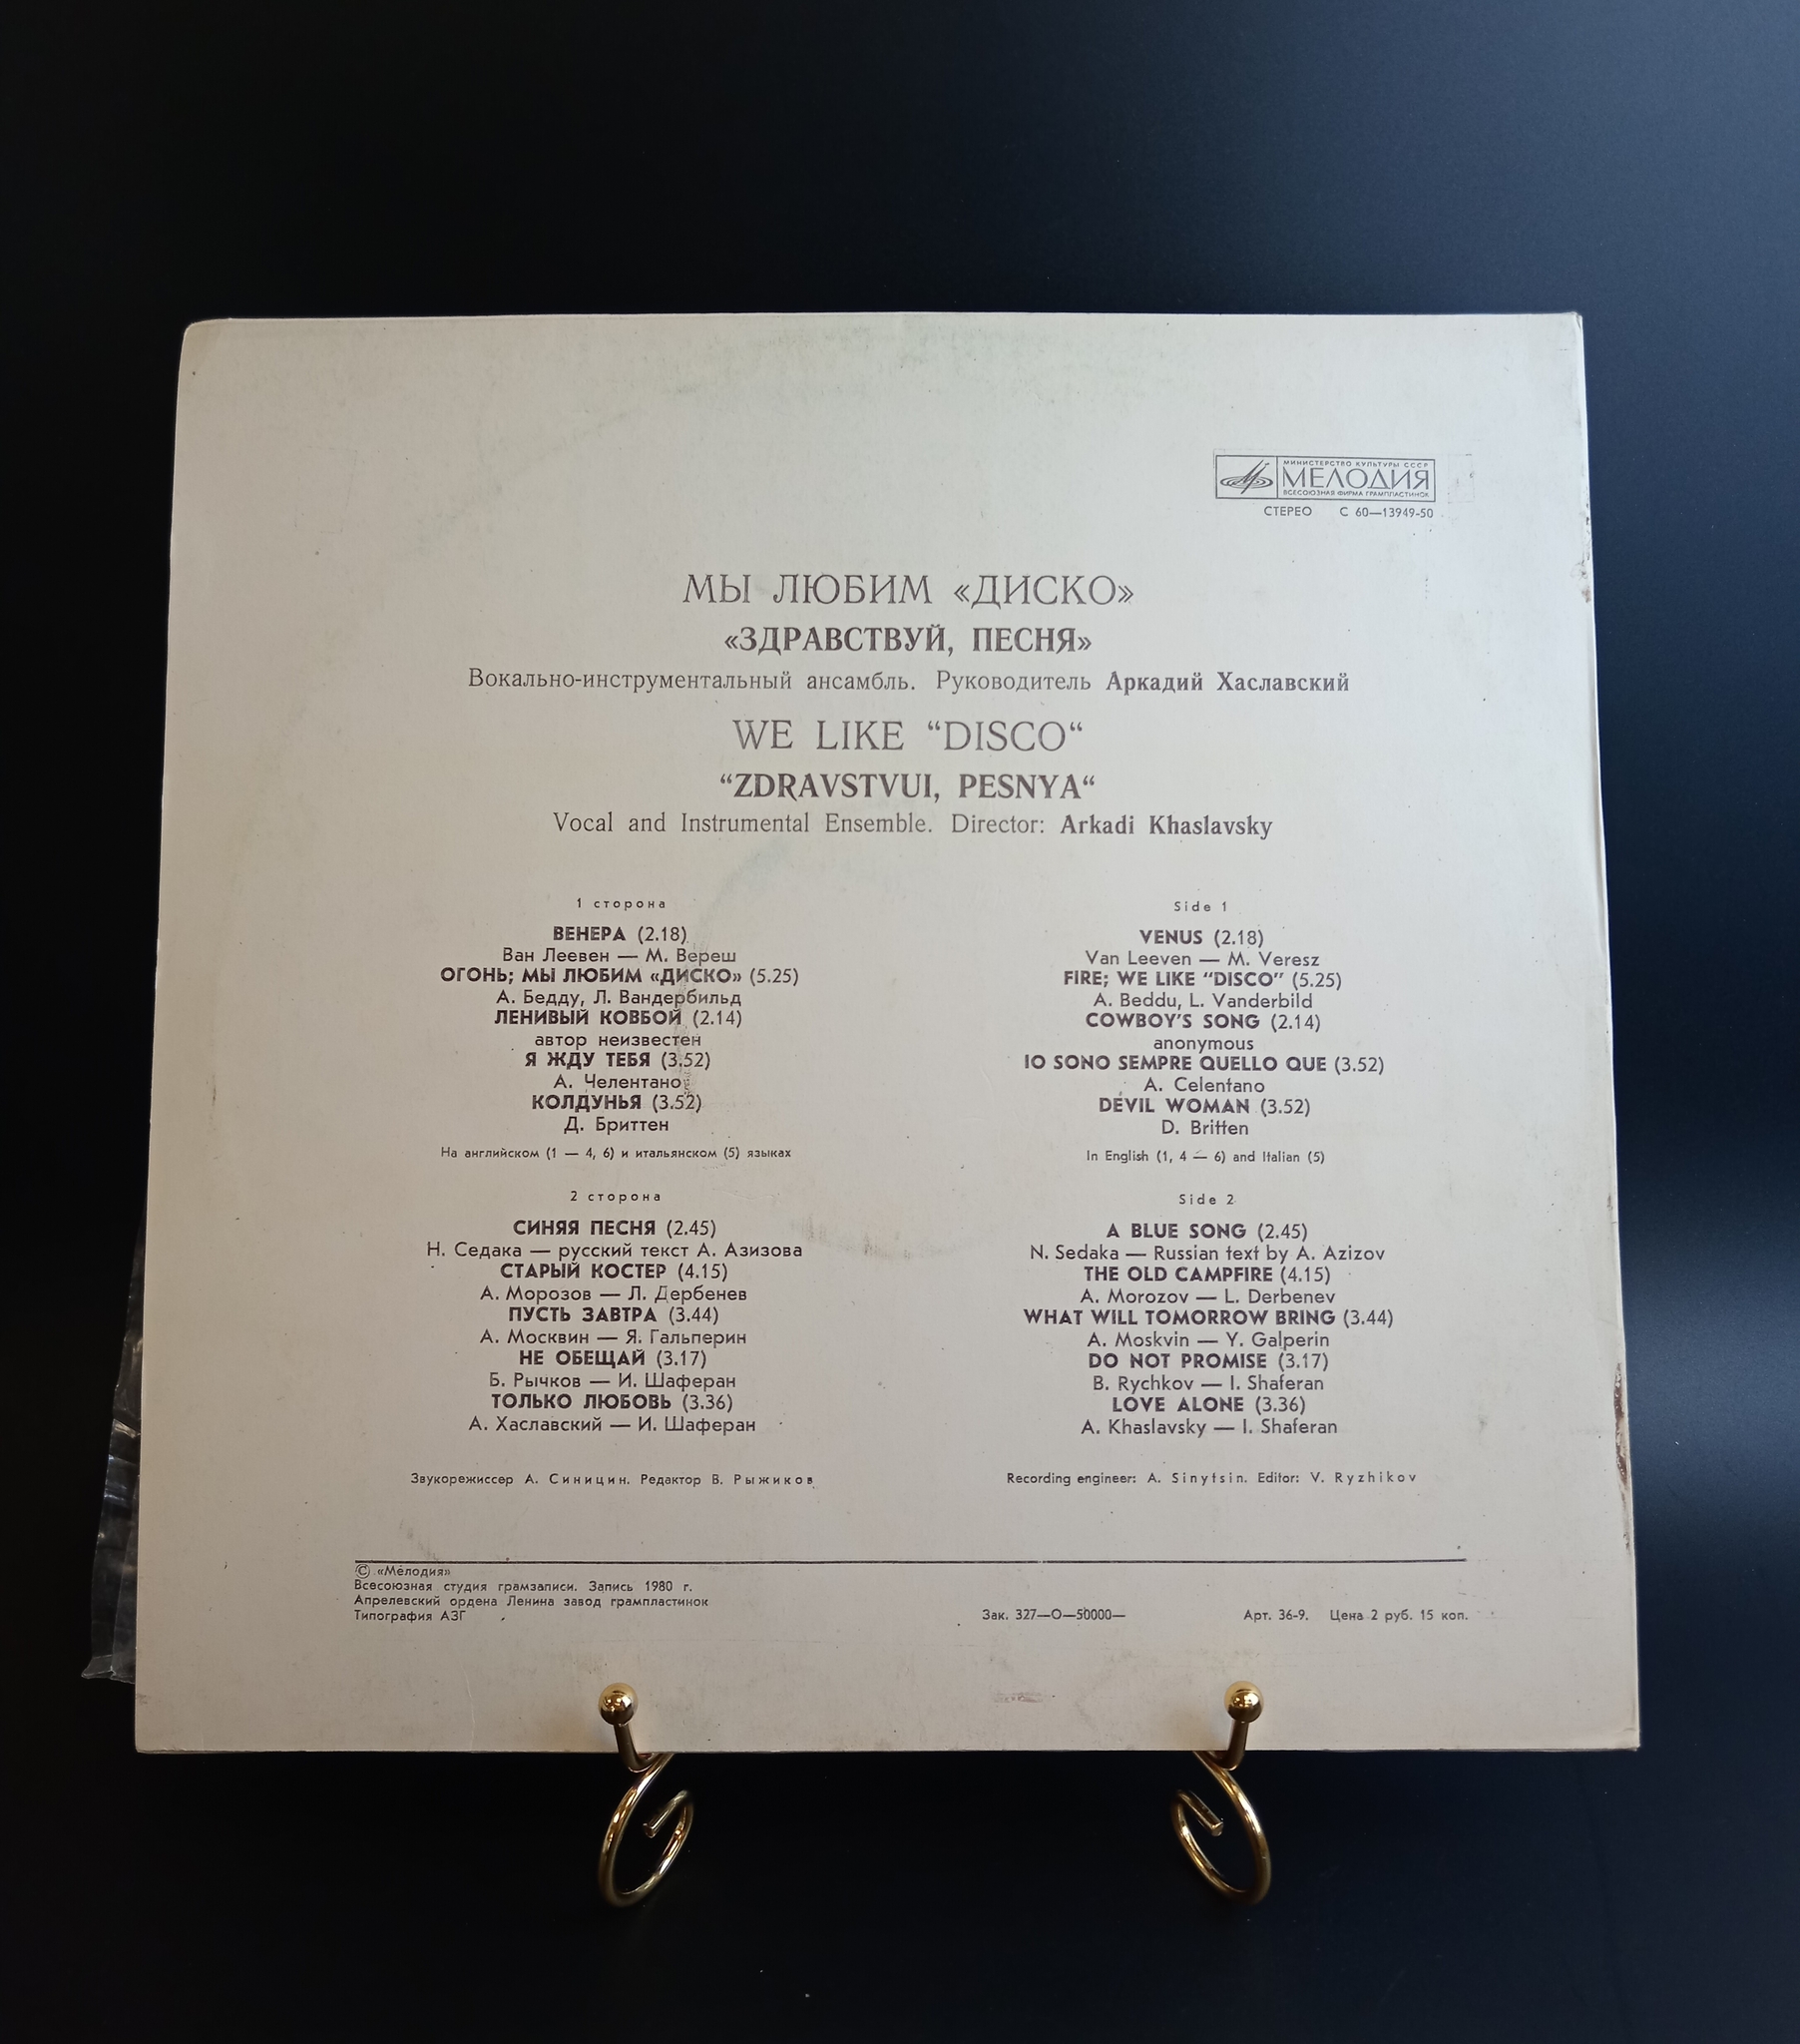 МИНИСТЕРСТВО КУЛЬТУРЫ СССР
МЕЛОДИЯ
ВСЕСОЮЗНАЯ ФИРМА ГРАМПЛАСТИНОК
СТЕРЕО С 60—13949-50
МЫ ЛЮБИМ «ДИСКО»
«ЗДРАВСТВУЙ, ПЕСНЯ»
Вокально-инструментальный ансамбль. Руководитель Аркадий Хаславский
WE LIKE “DISCO“
“ZDRAVSTVUI, PESNYA“
Vocal and Instrumental Ensemble. Director: Arkadi Khaslavsky
1 сторона
ВЕНЕРА (2.18)
Ван Леевен — М. Вереш
ОГОНЬ; МЫ ЛЮБИМ «ДИСКО» (5.25)
А. Бедду, Л. Вандербильд
ЛЕНИВЫЙ КОВБОЙ (2.14)
автор неизвестен
Я ЖДУ ТЕБЯ (3.52)
А. Челентано
КОЛДУНЬЯ (3.52)
Д. Бриттен
На английском (1 — 4, 6) и итальянском (5) языках
2 сторона
СИНЯЯ ПЕСНЯ (2.45)
Н. Седака — русский текст А. Азизова
СТАРЫЙ КОСТЕР (4.15)
А. Морозов — Л. Дербенев
ПУСТЬ ЗАВТРА (3.44)
А. Москвин — Я. Гальперин
НЕ ОБЕЩАЙ (3.17)
Б. Рычков — И. Шаферан
ТОЛЬКО ЛЮБОВЬ (3.36)
А. Хаславский — И. Шаферан
Звукорежиссер А. Синицин. Редактор В. Рыжиков
Side 1
VENUS (2.18)
Van Leeven — M. Veresz
FIRE; WE LIKE “DISCO” (5.25)
A. Beddu, L. Vanderbild
COWBOY'S SONG (2.14)
anonymous
IO SONO SEMPRE QUELLO QUE (3.52)
A. Celentano
DEVIL WOMAN (3.52)
D. Britten
In English (1, 4 — 6) and Italian (5)
Side 2
A BLUE SONG (2.45)
N. Sedaka — Russian text by A. Azizov
THE OLD CAMPFIRE (4.15)
A. Morozov — L. Derbenev
WHAT WILL TOMORROW BRING (3.44)
A. Moskvin — Y. Galperin
DO NOT PROMISE (3.17)
B. Rychkov — I. Shaferan
LOVE ALONE (3.36)
A. Khaslavsky — I. Shaferan
Recording engineer: A. Sinytsin. Editor: V. Ryzhikov
© «Мелодия»
Всесоюзная студия грамзаписи. Запись 1980 г.
Апрелевский ордена Ленина завод грампластинок
Типография АЗГ
Зак. 327—О—50000—
Арт. 36-9. Цена 2 руб. 15 коп.